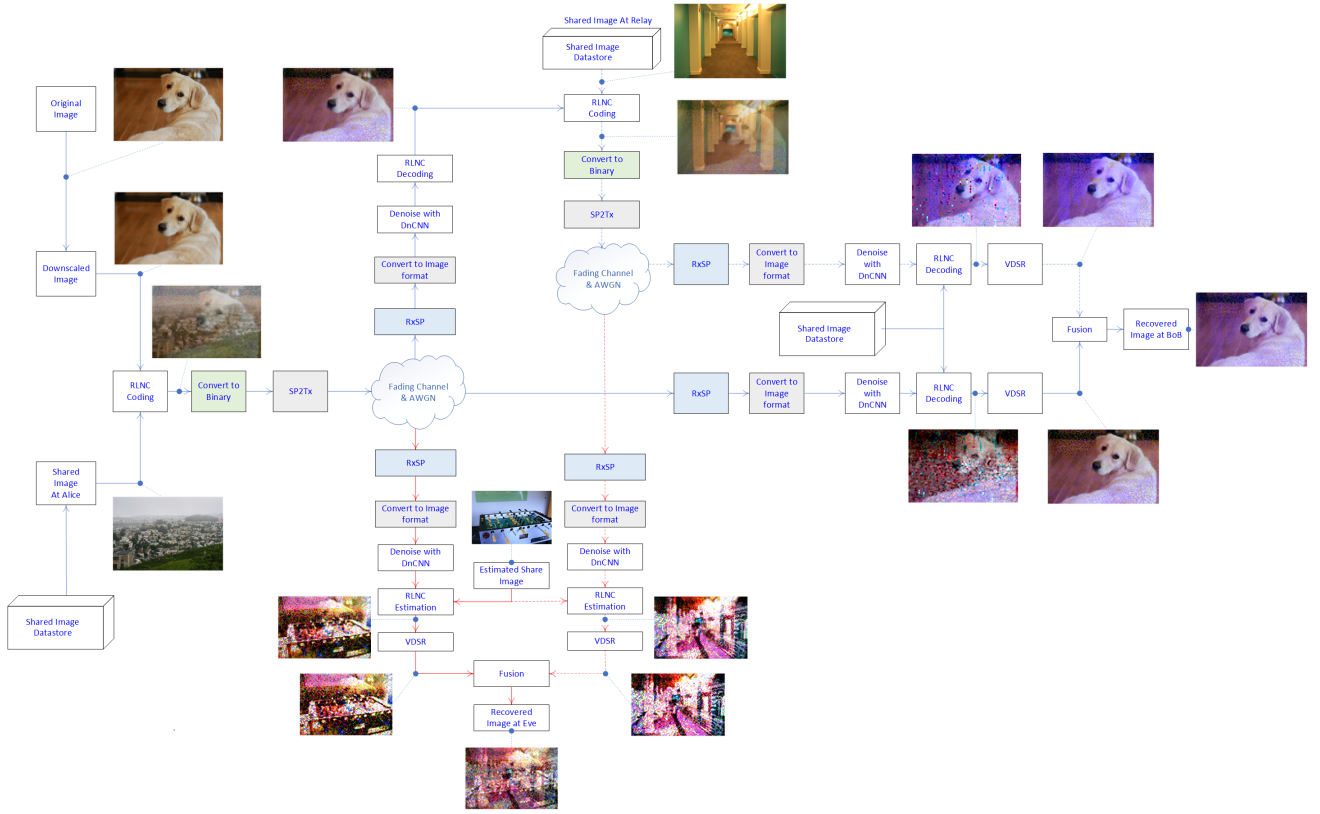 Shared Image At Relay
Shared Image
Datastore
Original
Image
RLNC
Coding
RLNC
Decoding
Convert to
Binary
Denoise with
DnCNN
SP2Tx
Downscaled
Image
Convert to Image
format
Fading Channel
& AWGN
RxSP
Convert to
Image
format
Denoise
with
DnCNN
RLNC
Decoding
VDSR
RxSP
Shared Image
Datastore
Fusion
Recovered
Image at BoB
RLNC
Coding
Convert to
Binary
SP2Tx
Fading Channel
& AWGN
RxSP
Convert to
Image
format
Denoise
with
DnCNN
RLNC
Decoding
VDSR
Shared
Image
At Alice
RxSP
RxSP
Convert to Image
format
Convert to Image
format
Denoise with
DnCNN
Denoise with
DnCNN
Estimated Share
Image
RLNC
Estimation
RLNC
Estimation
Shared Image
Datastore
VDSR
VDSR
Fusion
Recovered
Image at Eve